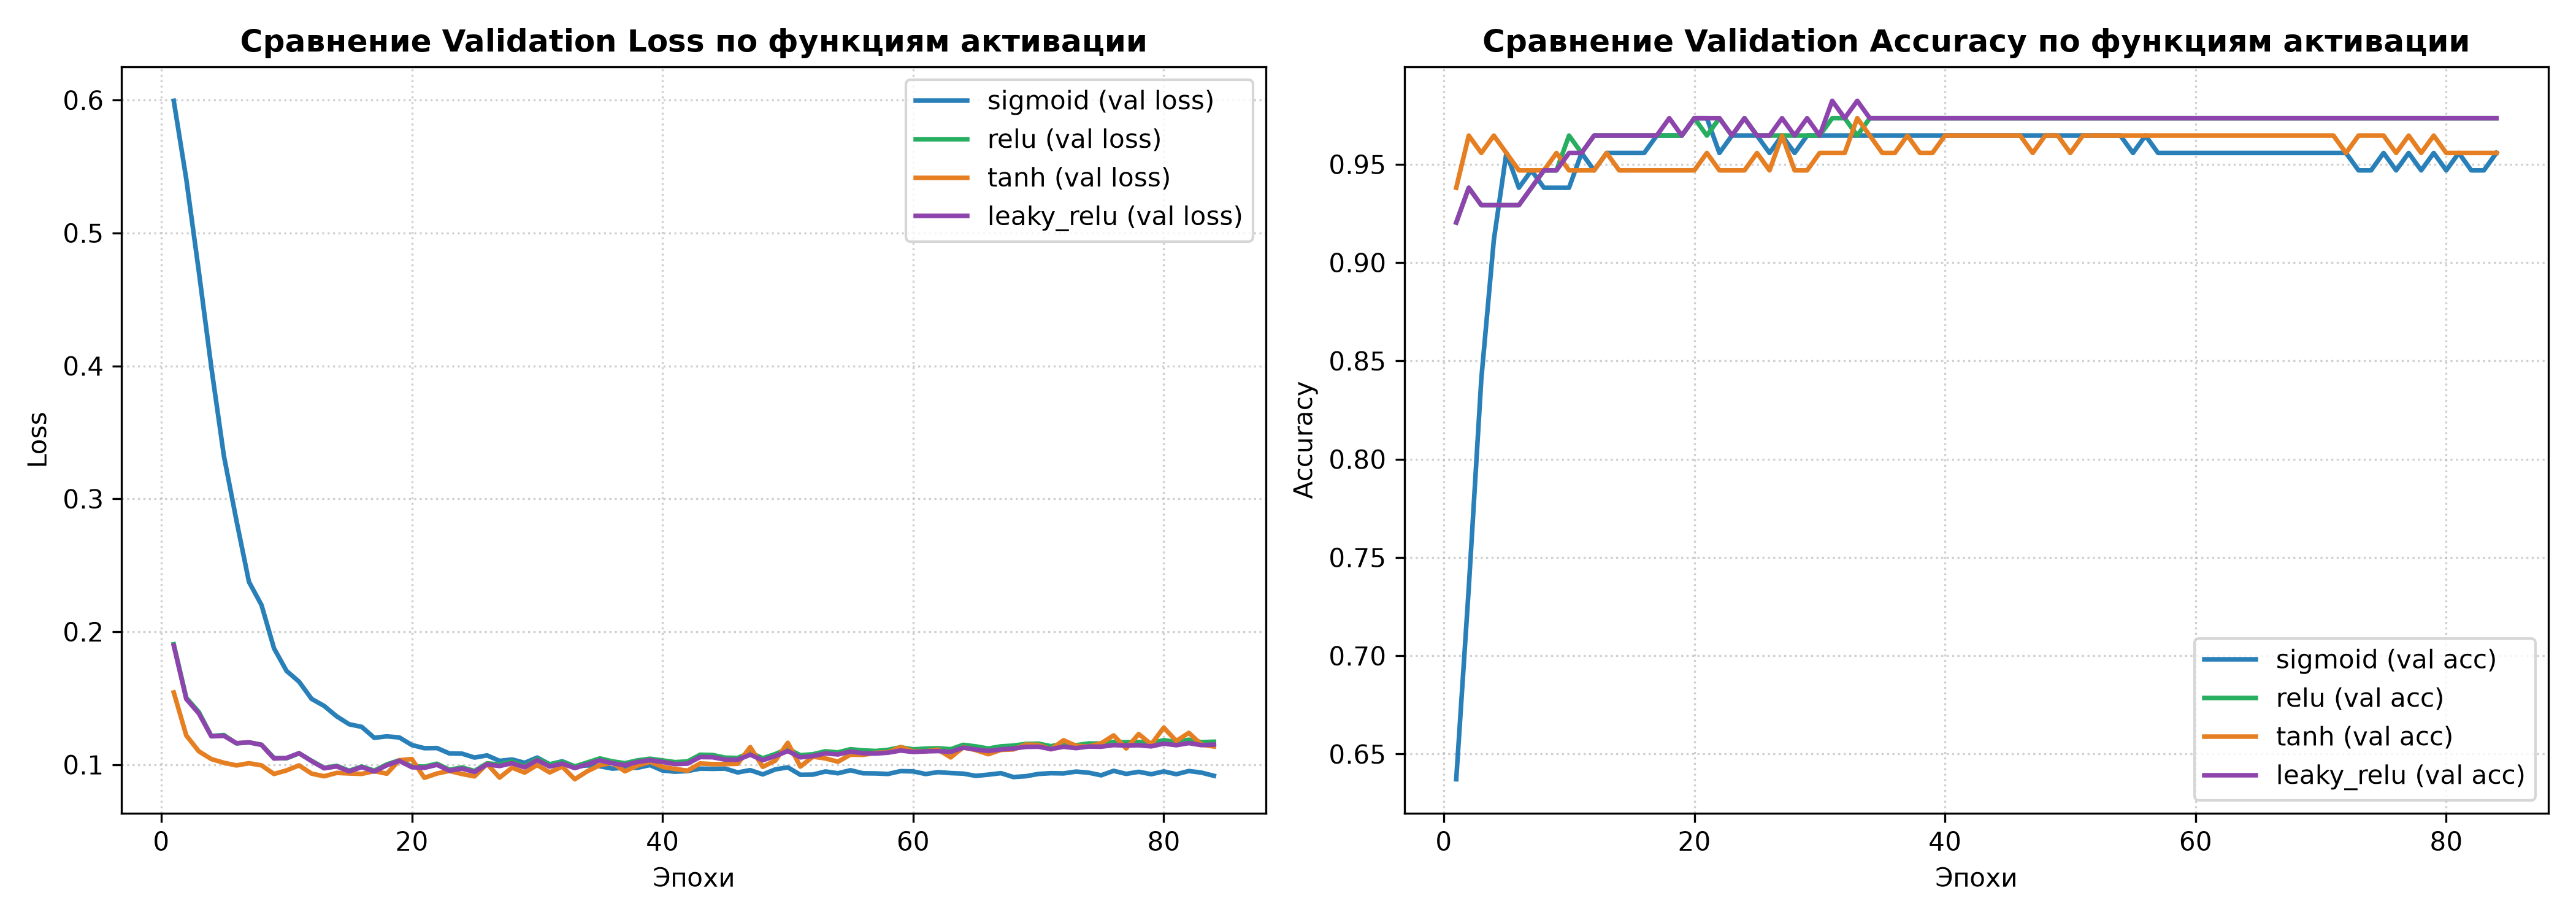 Сравнение Validation Loss по функциям активации
0.6
0.5
0.4
0.3
0.2
0.1
Loss
0
20
40
60
80
Эпохи
sigmoid (val loss)
relu (val loss)
tanh (val loss)
leaky_relu (val loss)
Сравнение Validation Accuracy по функциям активации
0.95
0.90
0.85
0.80
0.75
0.70
0.65
Accuracy
0
20
40
60
80
Эпохи
sigmoid (val acc)
relu (val acc)
tanh (val acc)
leaky_relu (val acc)